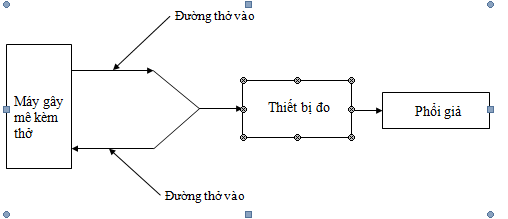 Đường thở vào
Máy gây
mê kèm
thở
Thiết bị đo
Phổi giả
Đường thở vào